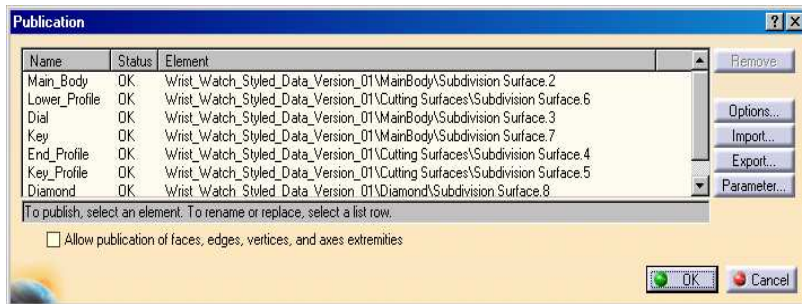 Publication
Name Status Element
Main_Body OK Wrist_Watch_Styled_Data_Version_01\MainBody\Subdivision Surface.2
Lower_Profile OK Wrist_Watch_Styled_Data_Version_01\Cutting Surfaces\Subdivision Surface.6
Dial OK Wrist_Watch_Styled_Data_Version_01\MainBody\Subdivision Surface.3
Key OK Wrist_Watch_Styled_Data_Version_01\MainBody\Subdivision Surface.7
End_Profile OK Wrist_Watch_Styled_Data_Version_01\Cutting Surfaces\Subdivision Surface.4
Key_Profile OK Wrist_Watch_Styled_Data_Version_01\Cutting Surfaces\Subdivision Surface.5
Diamond OK Wrist_Watch_Styled_Data_Version_01\Diamond\Subdivision Surface.8
Remove
Options...
Import...
Export...
Parameter...
To publish, select an element. To rename or replace, select a list row.
Allow publication of faces, edges, vertices, and axes extremities
OK Cancel